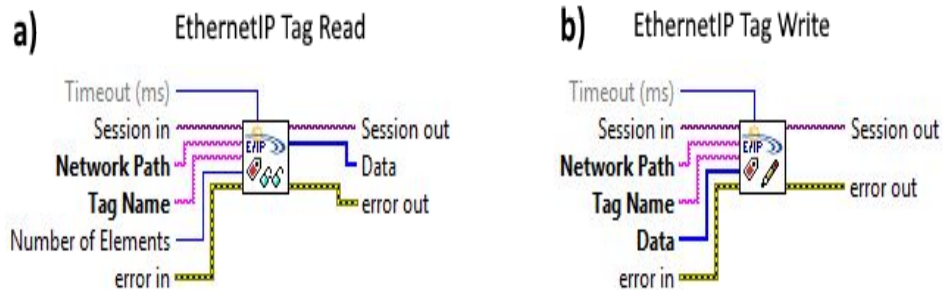 a) EthernetIP Tag Read
Timeout (ms)
Session in
Network Path
Tag Name
Number of Elements
error in
E/IP
Session out
Data
error out
b) EthernetIP Tag Write
Timeout (ms)
Session in
Network Path
Tag Name
Data
error in
E/IP
Session out
error out